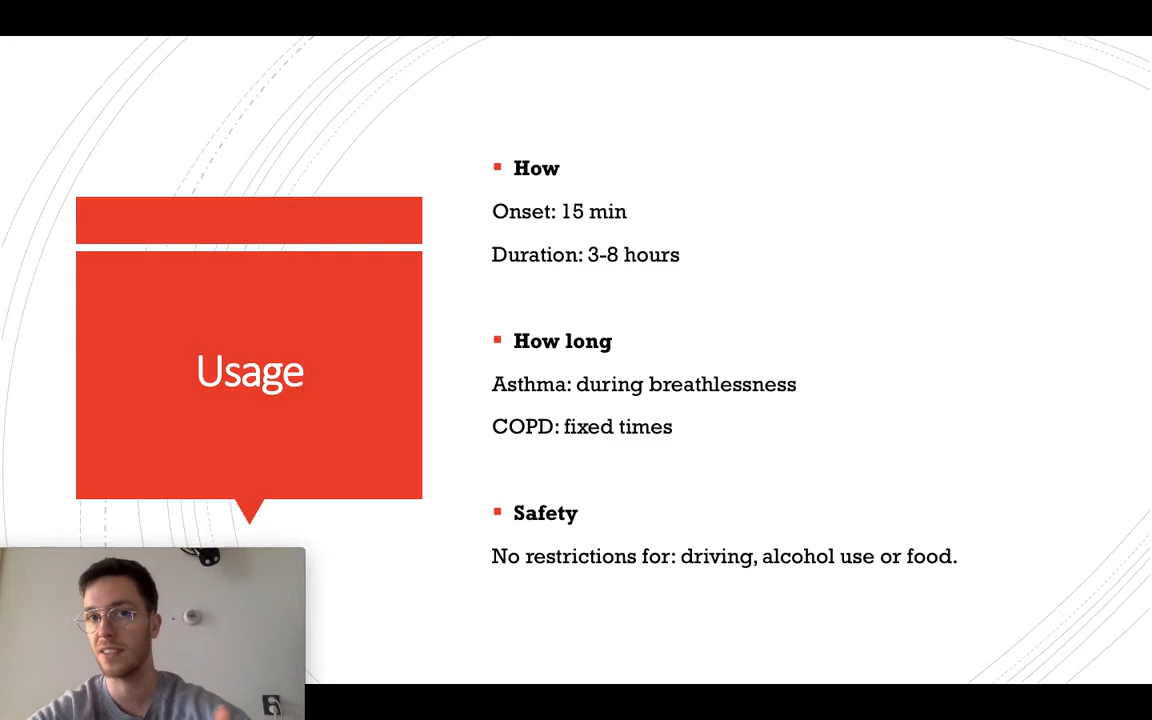 Usage
How
Onset: 15 min
Duration: 3-8 hours
How long
Asthma: during breathlessness
COPD: fixed times
Safety
No restrictions for: driving, alcohol use or food.